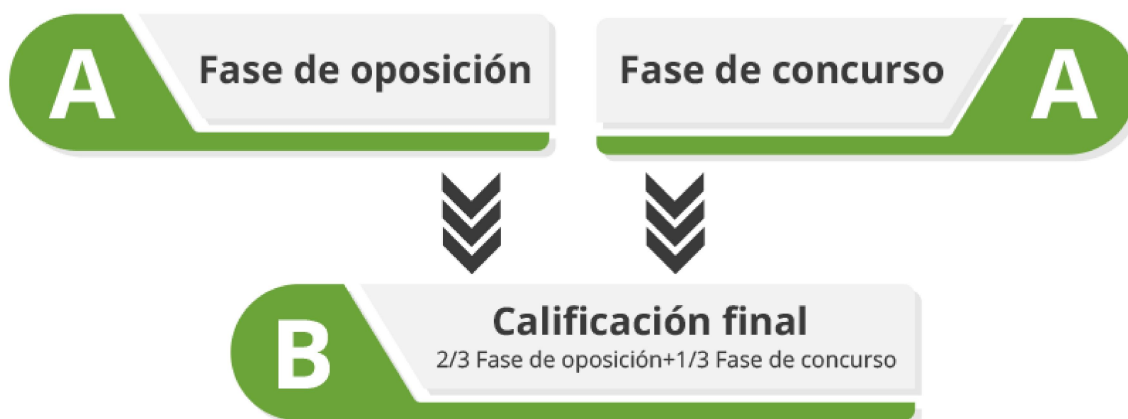 A
Fase de oposición
Fase de concurso
A
B
Calificación final
2/3 Fase de oposición+1/3 Fase de concurso